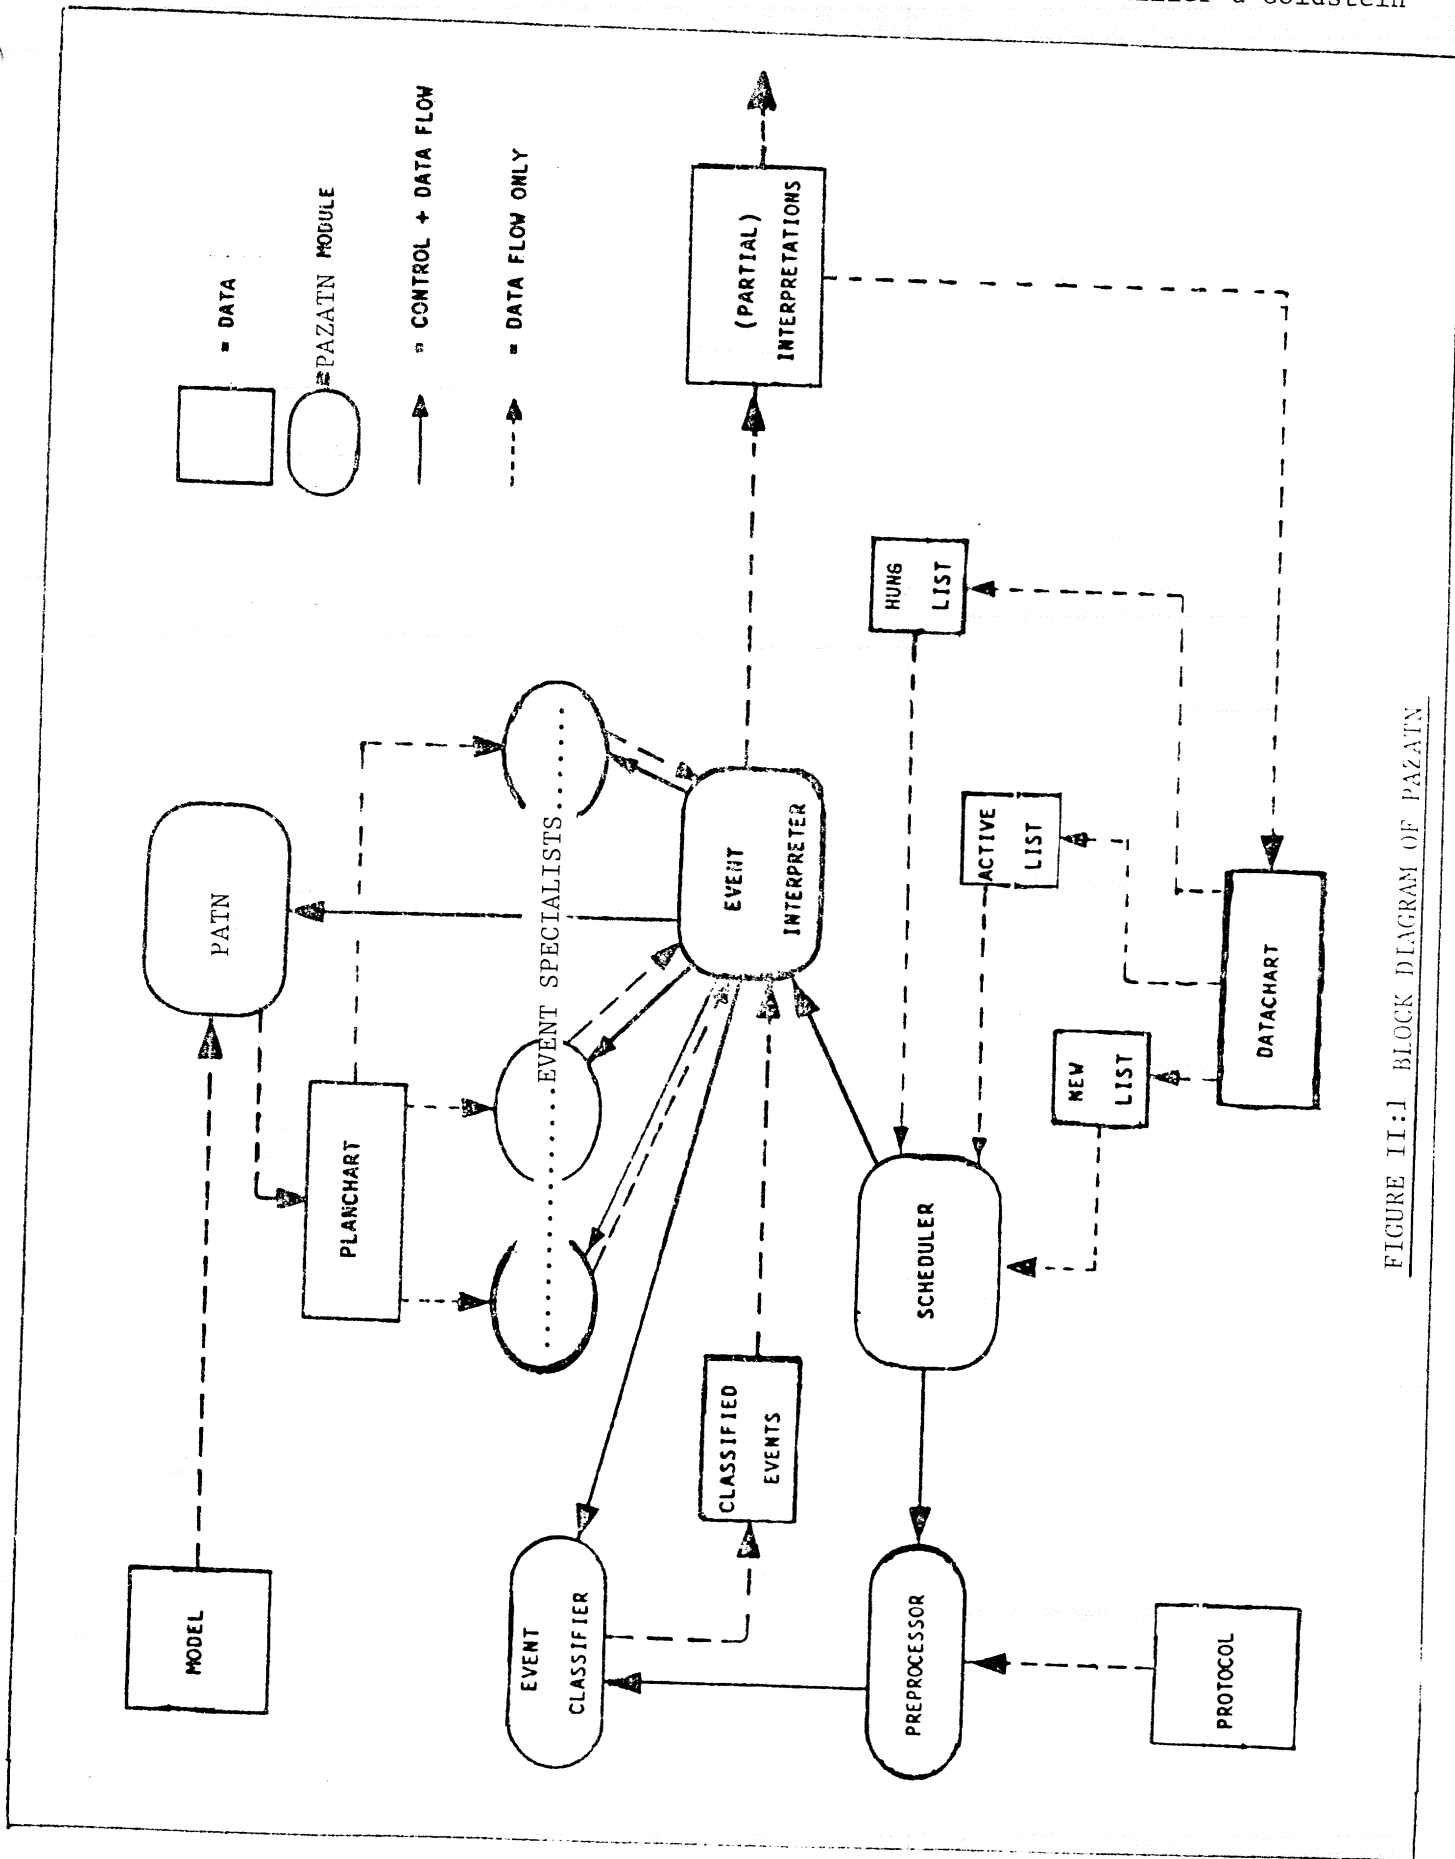 Goldstein
= DATA
=PAZATN MODULE
= CONTROL + DATA FLOW
= DATA FLOW ONLY
MODEL
PATN
PLANCHART
EVENT SPECIALISTS
EVENT
CLASSIFIER
CLASSIFIED
EVENTS
EVENT
INTERPRETER
(PARTIAL)
INTERPRETATIONS
PREPROCESSOR
SCHEDULER
HUNG
LIST
ACTIVE
LIST
NEW
LIST
PROTOCOL
DATACHART
FIGURE II:1 BLOCK DIAGRAM OF PAZATN